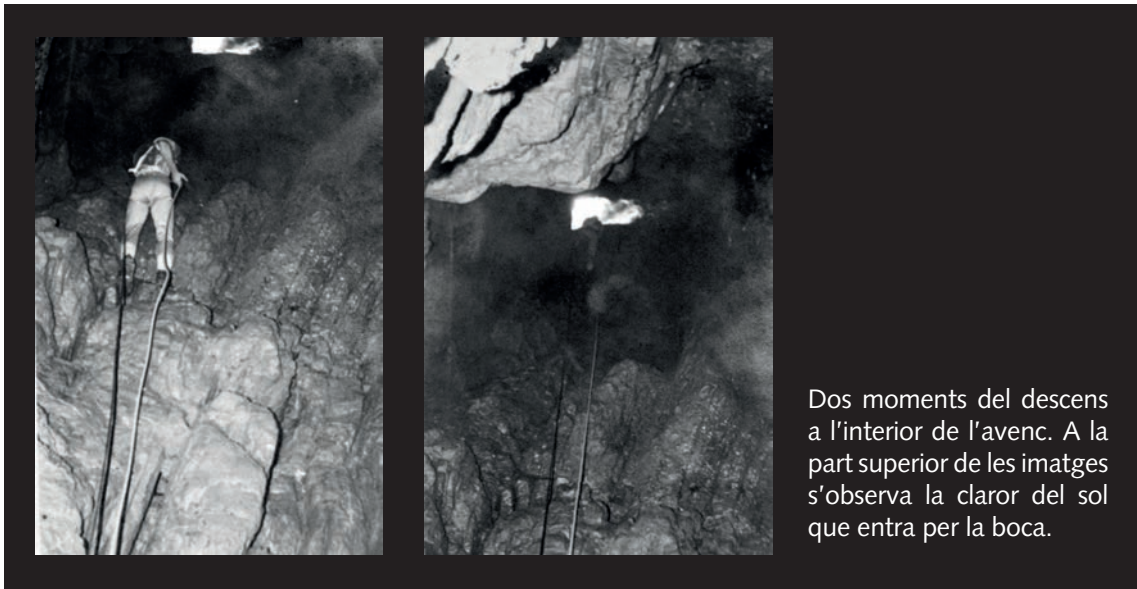 Dos moments del descens
a l'interior de l'avenc. A la
part superior de les imatges
s'observa la claror del sol
que entra per la boca.